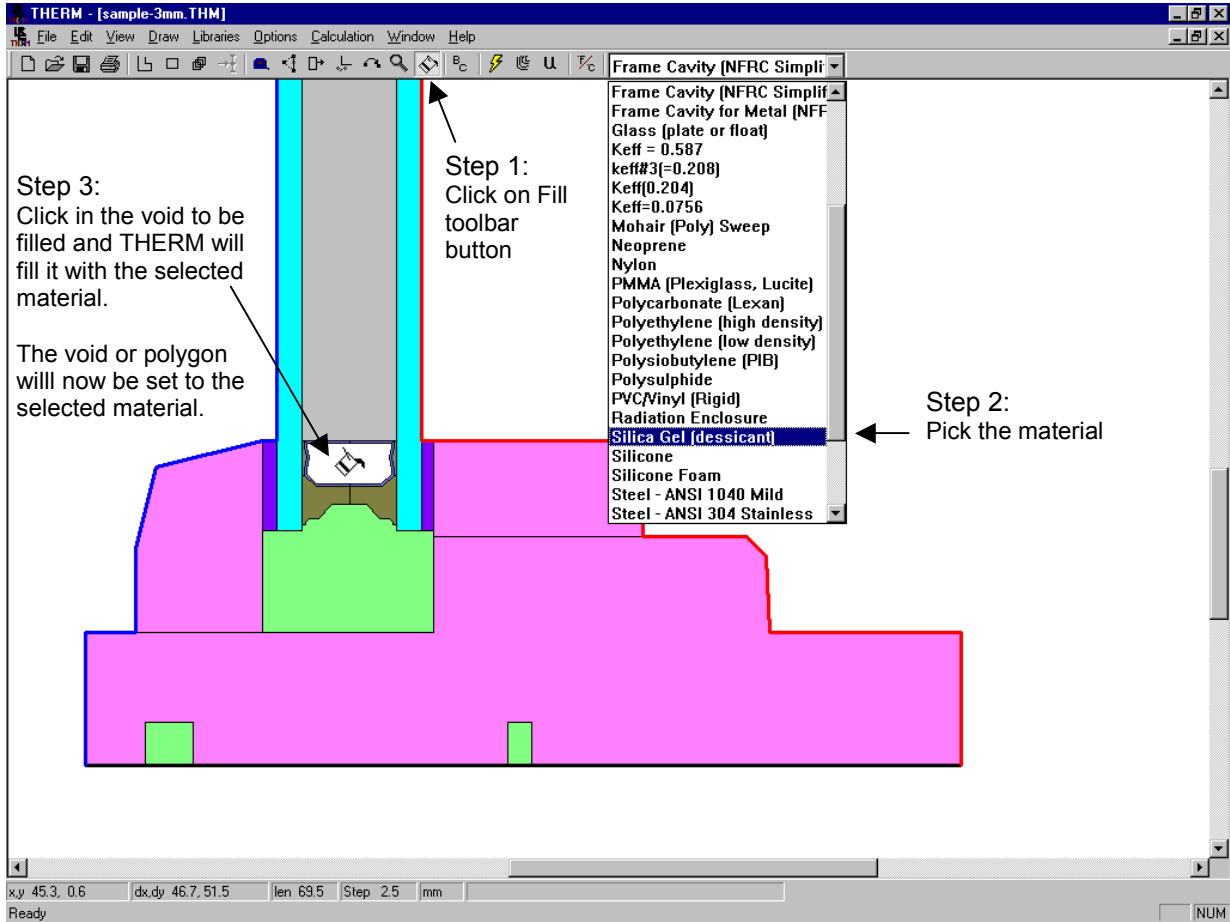 THERM - [sample-3mm.THM]
File Edit View Draw Libraries Options Calculation Window Help
BC U F/C Frame Cavity (NFRC Simpli
Frame Cavity (NFRC Simplif
Frame Cavity for Metal (NFF
Glass (plate or float)
Keff = 0.587
keff#3(=0.208)
Keff(0.204)
Keff=0.0756
Mohair (Poly) Sweep
Neoprene
Nylon
PMMA (Plexiglass, Lucite)
Polycarbonate (Lexan)
Polyethylene (high density)
Polyethylene (low density)
Polysiobutylene (PIB)
Polysulphide
PVC/Vinyl (Rigid)
Radiation Enclosure
Silica Gel (dessicant)
Silicone
Silicone Foam
Steel - ANSI 1040 Mild
Steel - ANSI 304 Stainless
Step 1:
Click on Fill
toolbar
button
Step 2:
Pick the material
Step 3:
Click in the void to be
filled and THERM will
fill it with the selected
material.
The void or polygon
willl now be set to the
selected material.
x,y 45.3, 0.6 dx,dy 46.7, 51.5 len 69.5 Step 2.5 mm
Ready NUM